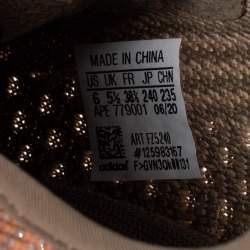 MADE IN CHINA
US UK FR JP CHN
6 5½ 38⅔ 240 235
APE 779001 06/20
ART FZ5240
#125983167
adidas